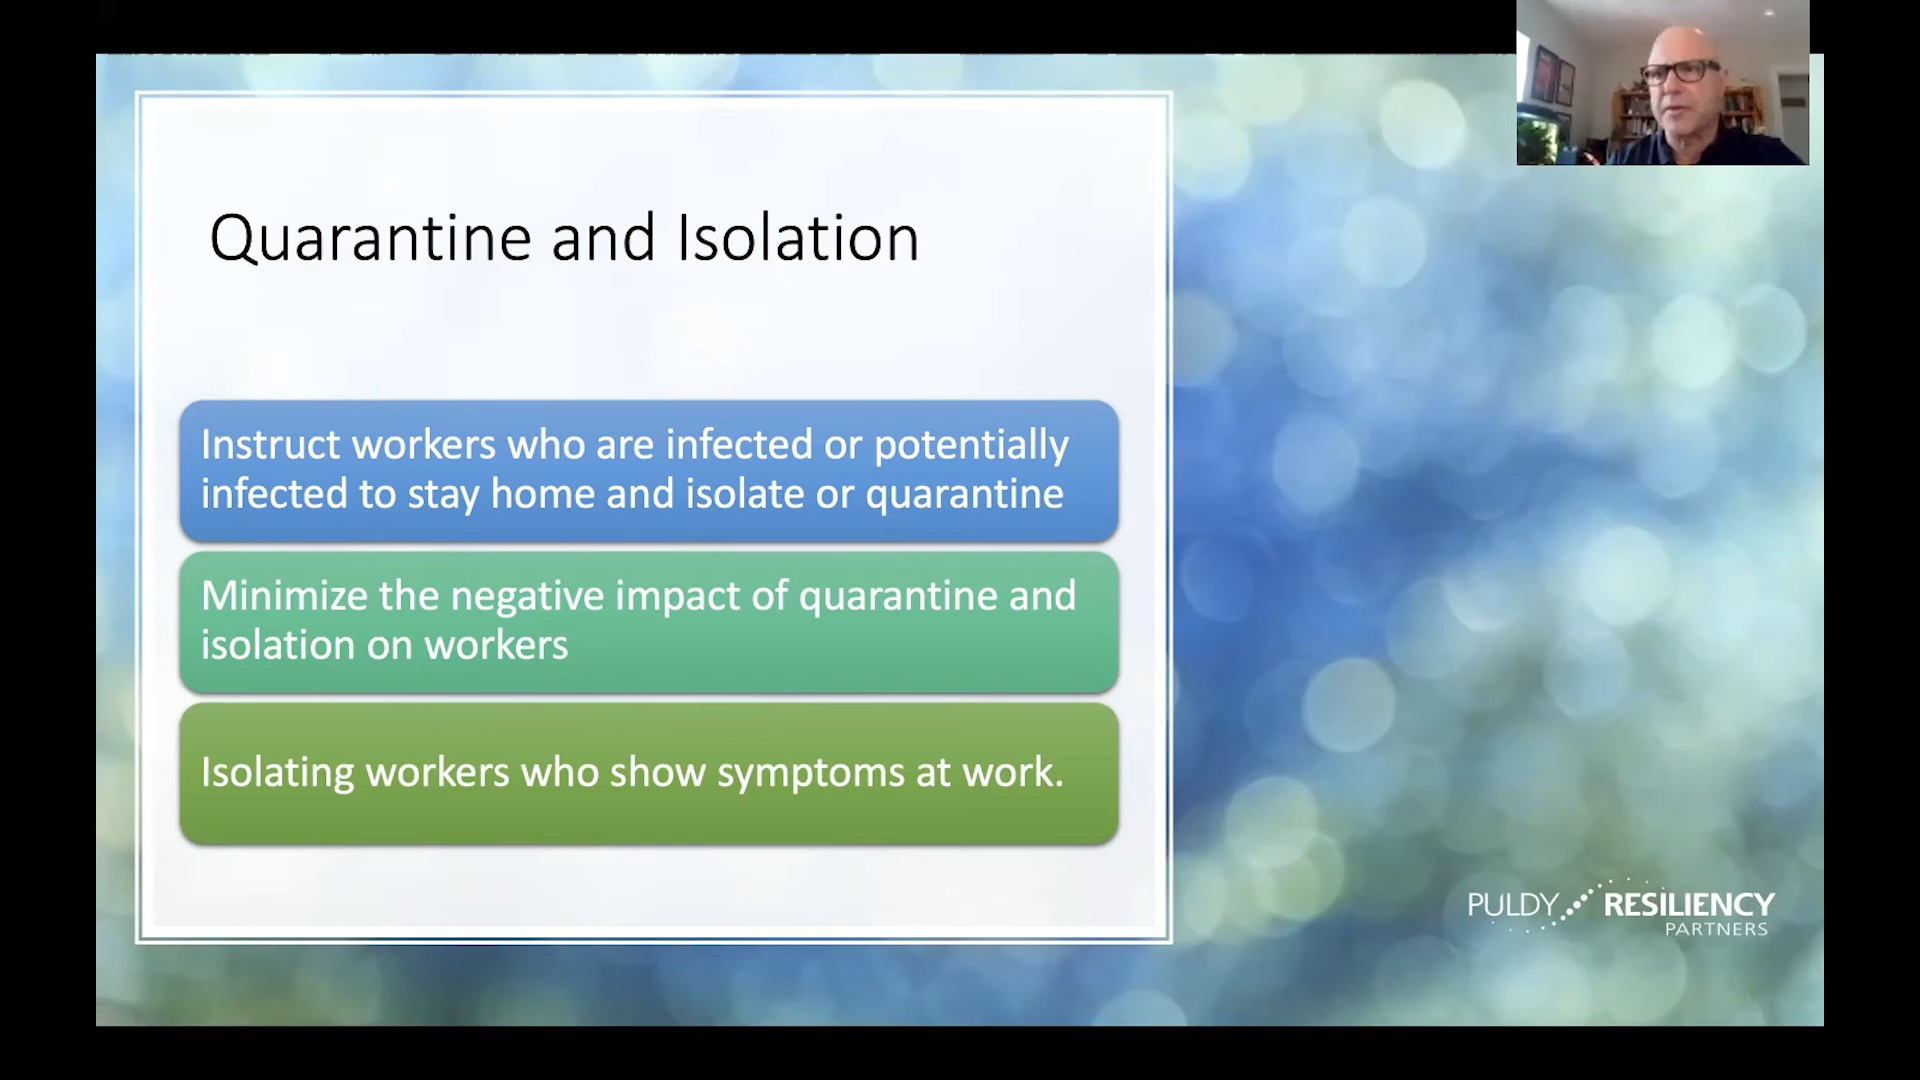 Quarantine and Isolation
Instruct workers who are infected or potentially
infected to stay home and isolate or quarantine
Minimize the negative impact of quarantine and
isolation on workers
Isolating workers who show symptoms at work.
PULDY RESILIENCY
PARTNERS